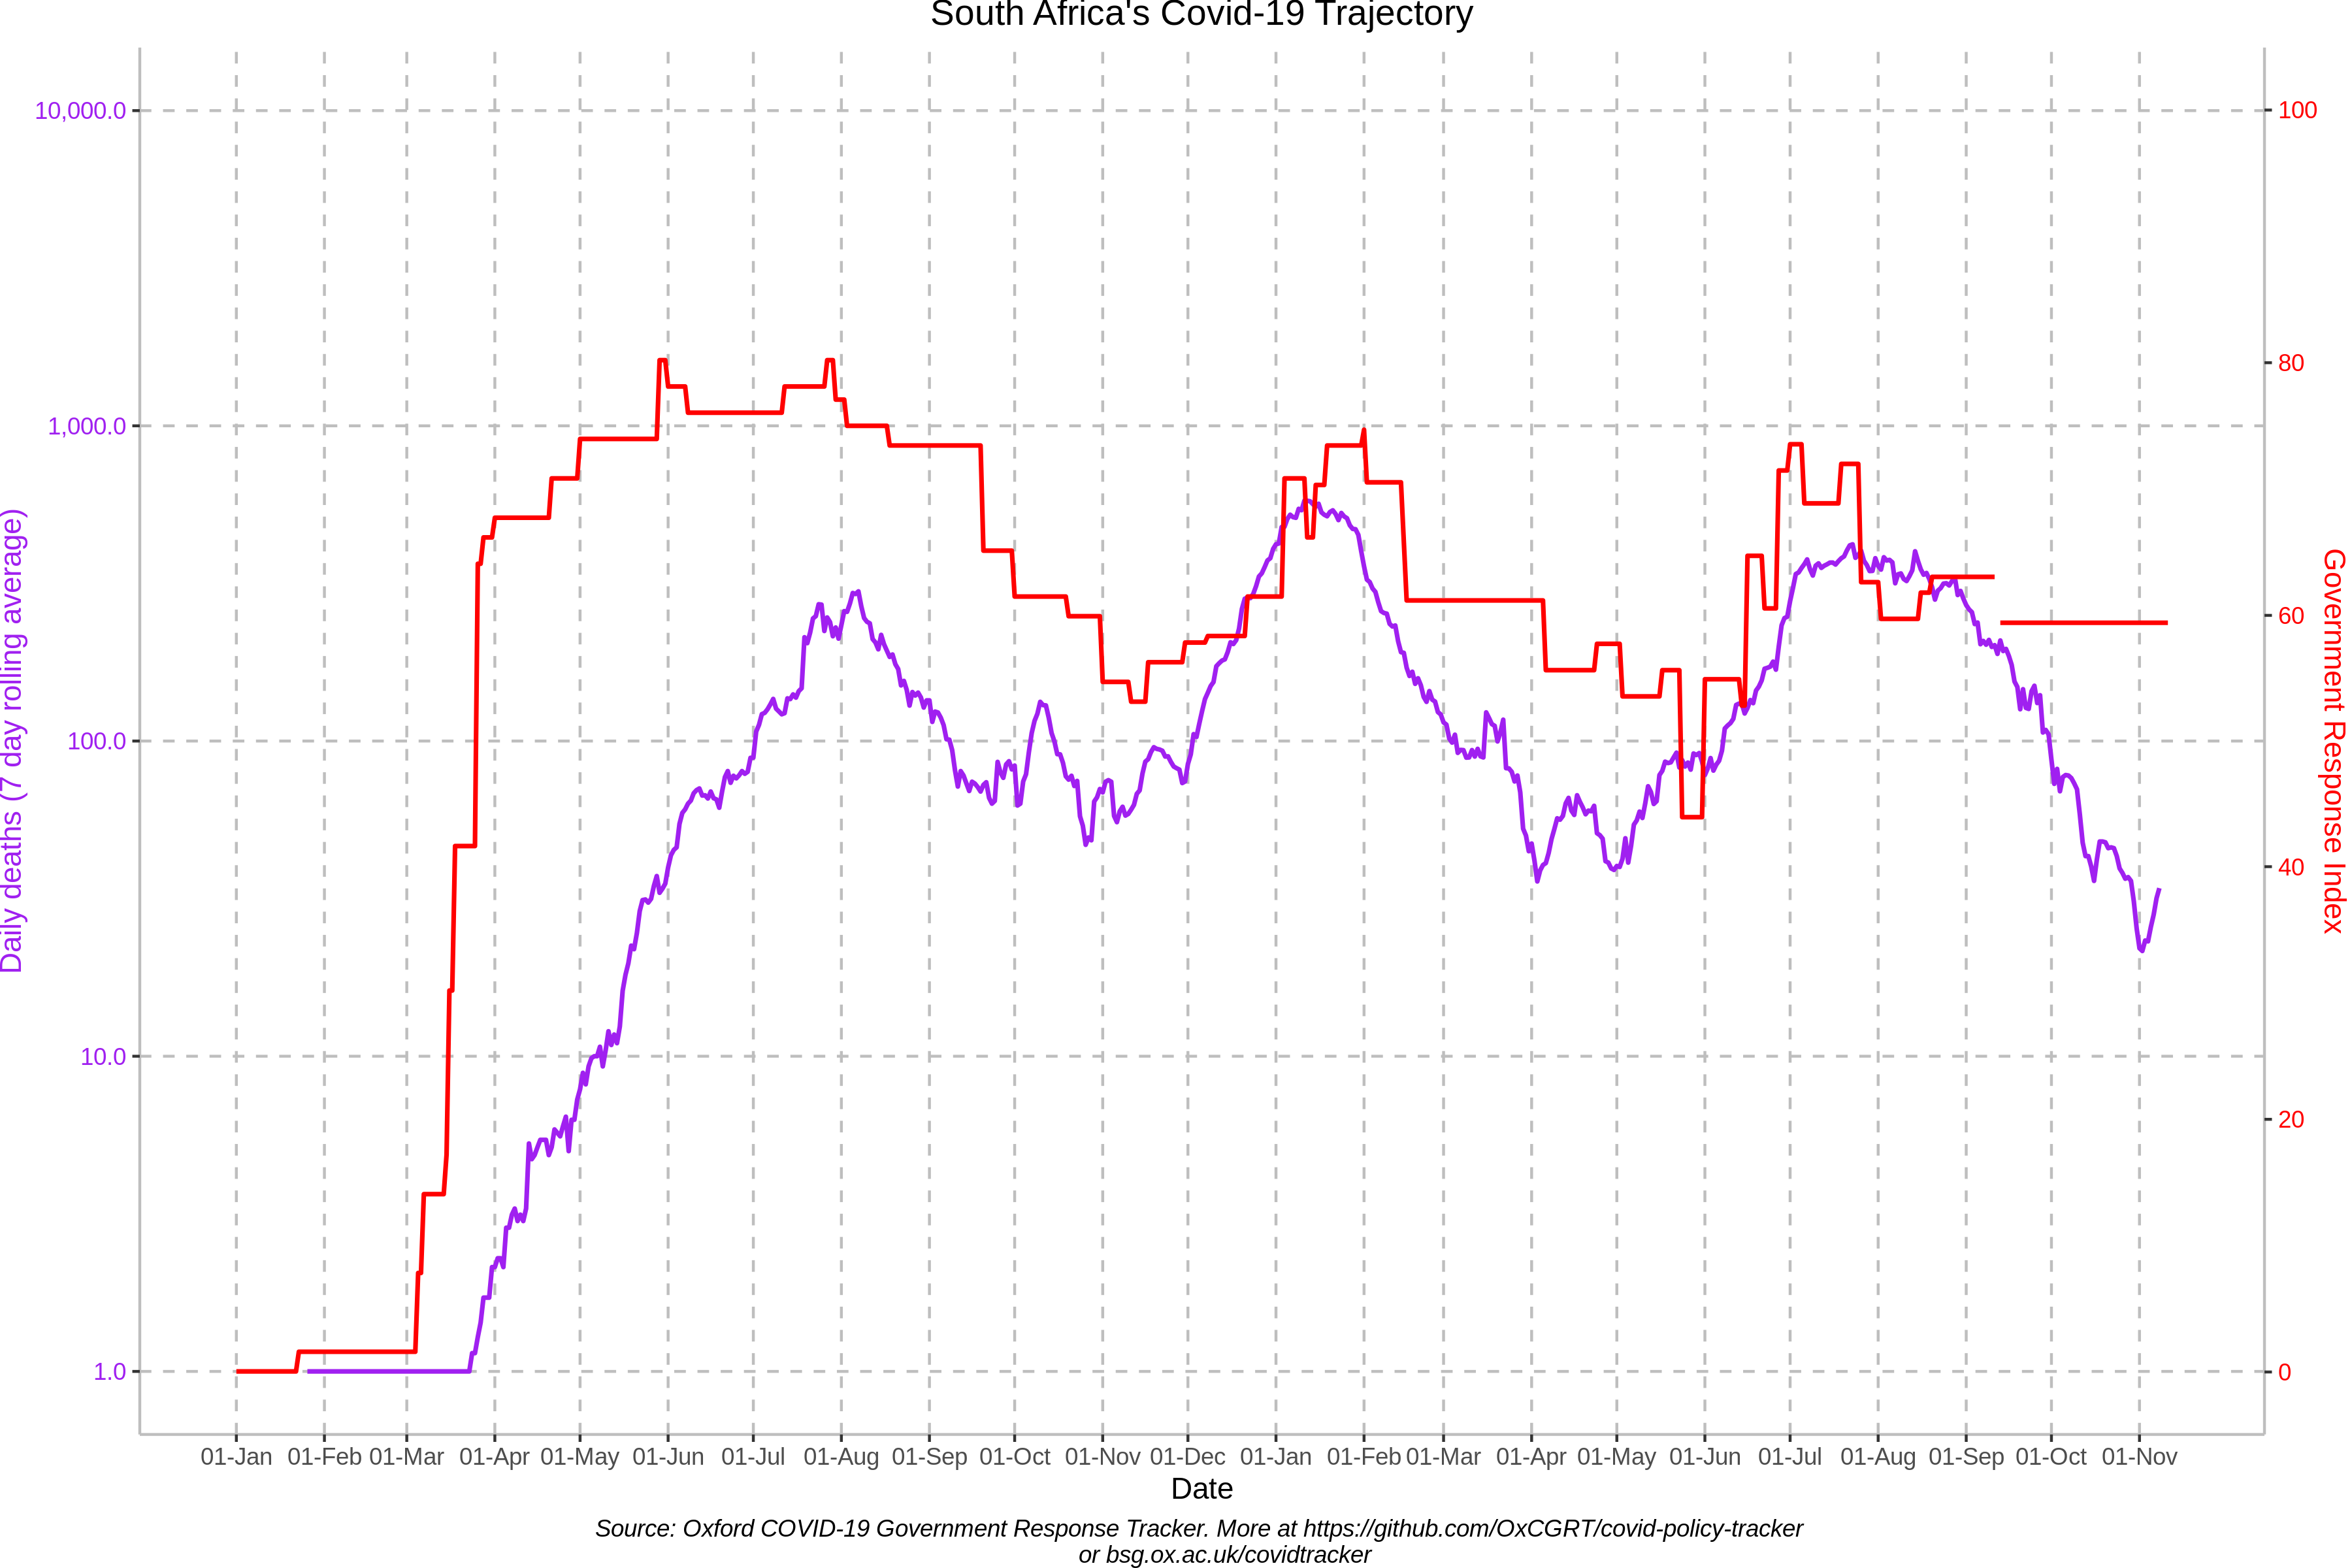 South Africa's Covid-19 Trajectory
10,000.0
1,000.0
100.0
10.0
1.0
Daily deaths (7 day rolling average)
100
80
60
40
20
0
Government Response Index
01-Jan 01-Feb 01-Mar 01-Apr 01-May 01-Jun 01-Jul 01-Aug 01-Sep 01-Oct 01-Nov 01-Dec 01-Jan 01-Feb 01-Mar 01-Apr 01-May 01-Jun 01-Jul 01-Aug 01-Sep 01-Oct 01-Nov
Date
Source: Oxford COVID-19 Government Response Tracker. More at https://github.com/OxCGRT/covid-policy-tracker
or bsg.ox.ac.uk/covidtracker